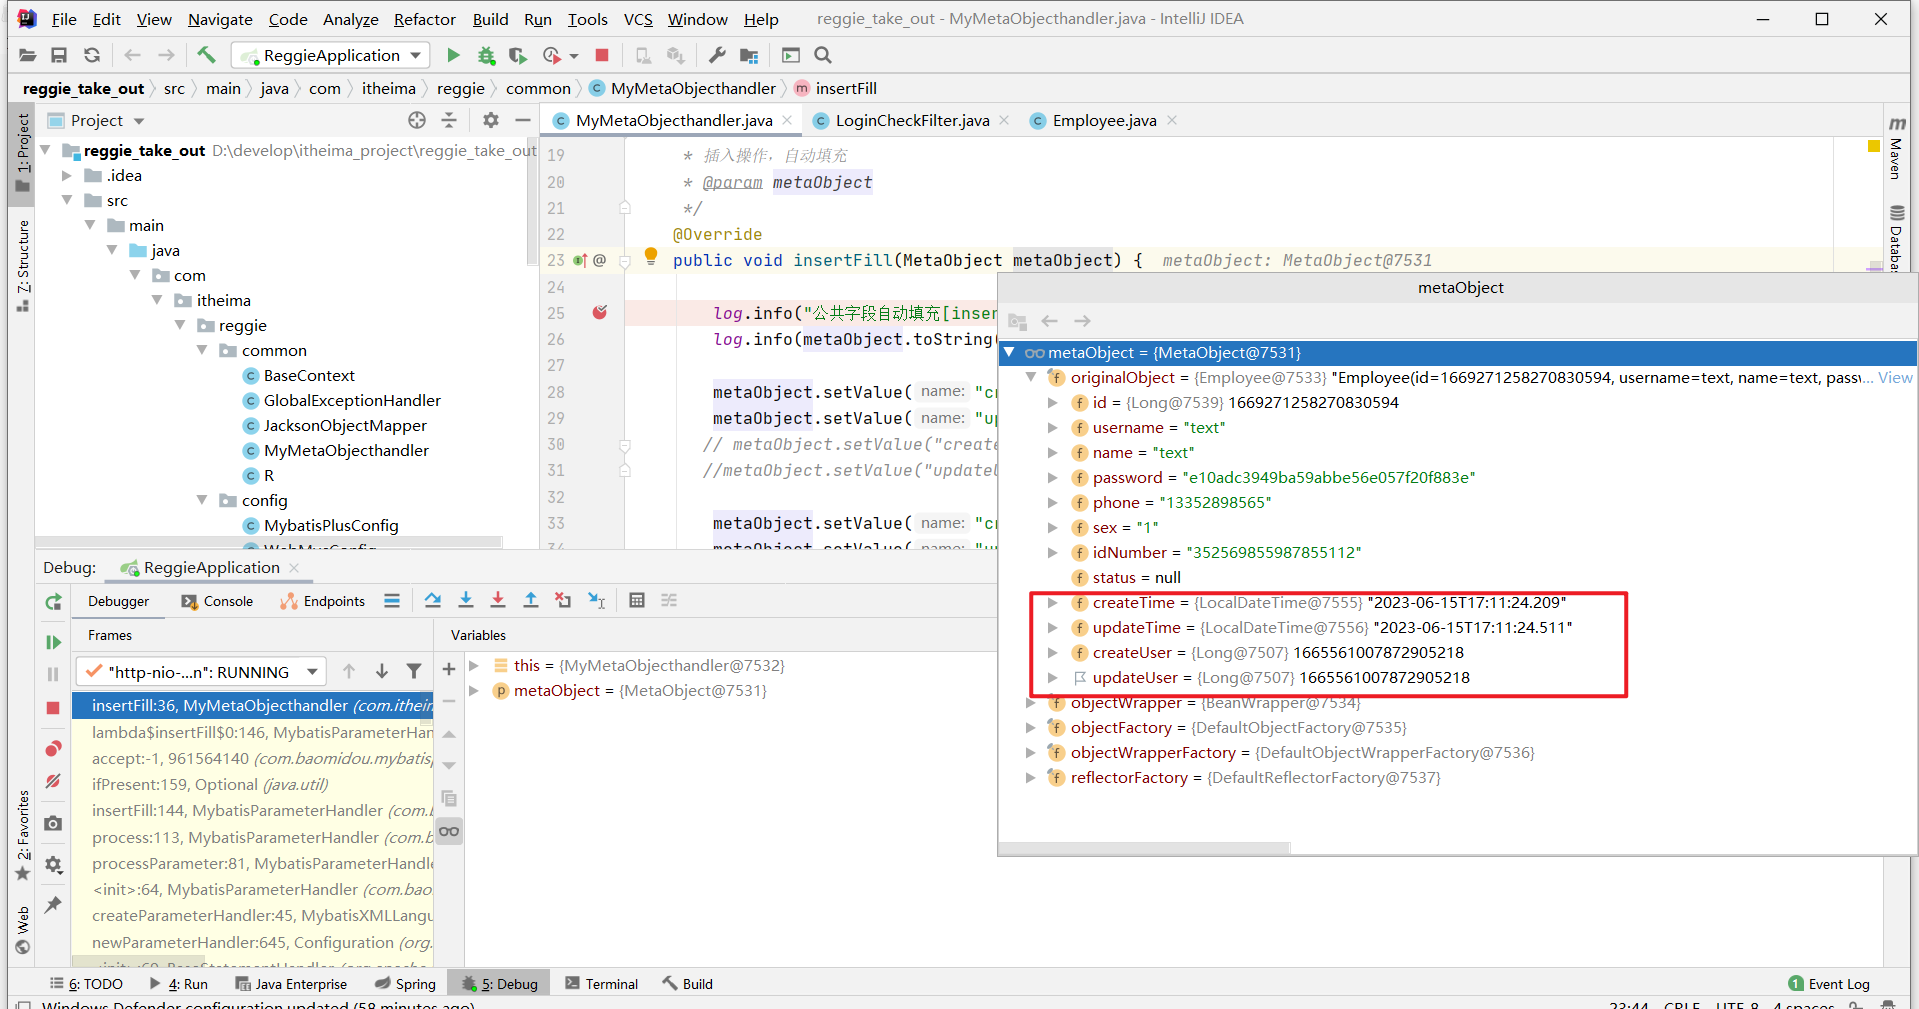 File Edit View Navigate Code Analyze Refactor Build Run Tools VCS Window Help reggie_take_out - MyMetaObjecthandler.java - IntelliJ IDEA
ReggieApplication
reggie_take_out src main java com itheima reggie common MyMetaObjecthandler insertFill
1: Project
7: Structure
2: Favorites
Web
Project
reggie_take_out D:\develop\itheima_project\reggie_take_out
.idea
src
main
java
com
itheima
reggie
common
BaseContext
GlobalExceptionHandler
JacksonObjectMapper
MyMetaObjecthandler
R
config
MybatisPlusConfig
MyMetaObjecthandler.java LoginCheckFilter.java Employee.java
19 * 插入操作，自动填充
20 * @param metaObject
21 */
22 @Override
23 public void insertFill(MetaObject metaObject) { metaObject: MetaObject@7531
24
25 log.info("公共字段自动填充[inser
26 log.info(metaObject.toString(
27
28 metaObject.setValue( name: "cr
29 metaObject.setValue( name: "up
30 // metaObject.setValue("create
31 //metaObject.setValue("updateU
32
33 metaObject.setValue( name: "cr
34 metaObject.setValue( name: "up
m
Maven
Databas
metaObject
metaObject = {MetaObject@7531}
originalObject = {Employee@7533} "Employee(id=1669271258270830594, username=text, name=text, passw... View
id = {Long@7539} 1669271258270830594
username = "text"
name = "text"
password = "e10adc3949ba59abbe56e057f20f883e"
phone = "13352898565"
sex = "1"
idNumber = "352569855987855112"
status = null
createTime = {LocalDateTime@7555} "2023-06-15T17:11:24.209"
updateTime = {LocalDateTime@7556} "2023-06-15T17:11:24.511"
createUser = {Long@7507} 1665561007872905218
updateUser = {Long@7507} 1665561007872905218
objectWrapper = {BeanWrapper@7534}
objectFactory = {DefaultObjectFactory@7535}
objectWrapperFactory = {DefaultObjectWrapperFactory@7536}
reflectorFactory = {DefaultReflectorFactory@7537}
Debug: ReggieApplication
Debugger Console Endpoints
Frames
Variables
"http-nio-...n": RUNNING
insertFill:36, MyMetaObjecthandler (com.itheim
lambda$insertFill$0:146, MybatisParameterHan
accept:-1, 961564140 (com.baomidou.mybatisp
ifPresent:159, Optional (java.util)
insertFill:144, MybatisParameterHandler (com.b
process:113, MybatisParameterHandler (com.b
processParameter:81, MybatisParameterHandle
<init>:64, MybatisParameterHandler (com.bao
createParameterHandler:45, MybatisXMLLangu
newParameterHandler:645, Configuration (org.
this = {MyMetaObjecthandler@7532}
metaObject = {MetaObject@7531}
6: TODO 4: Run Java Enterprise Spring 5: Debug Terminal Build 1 Event Log
Windows Defender configuration updated (58 minutes ago) 23:44 CRLF UTF-8 4 spaces